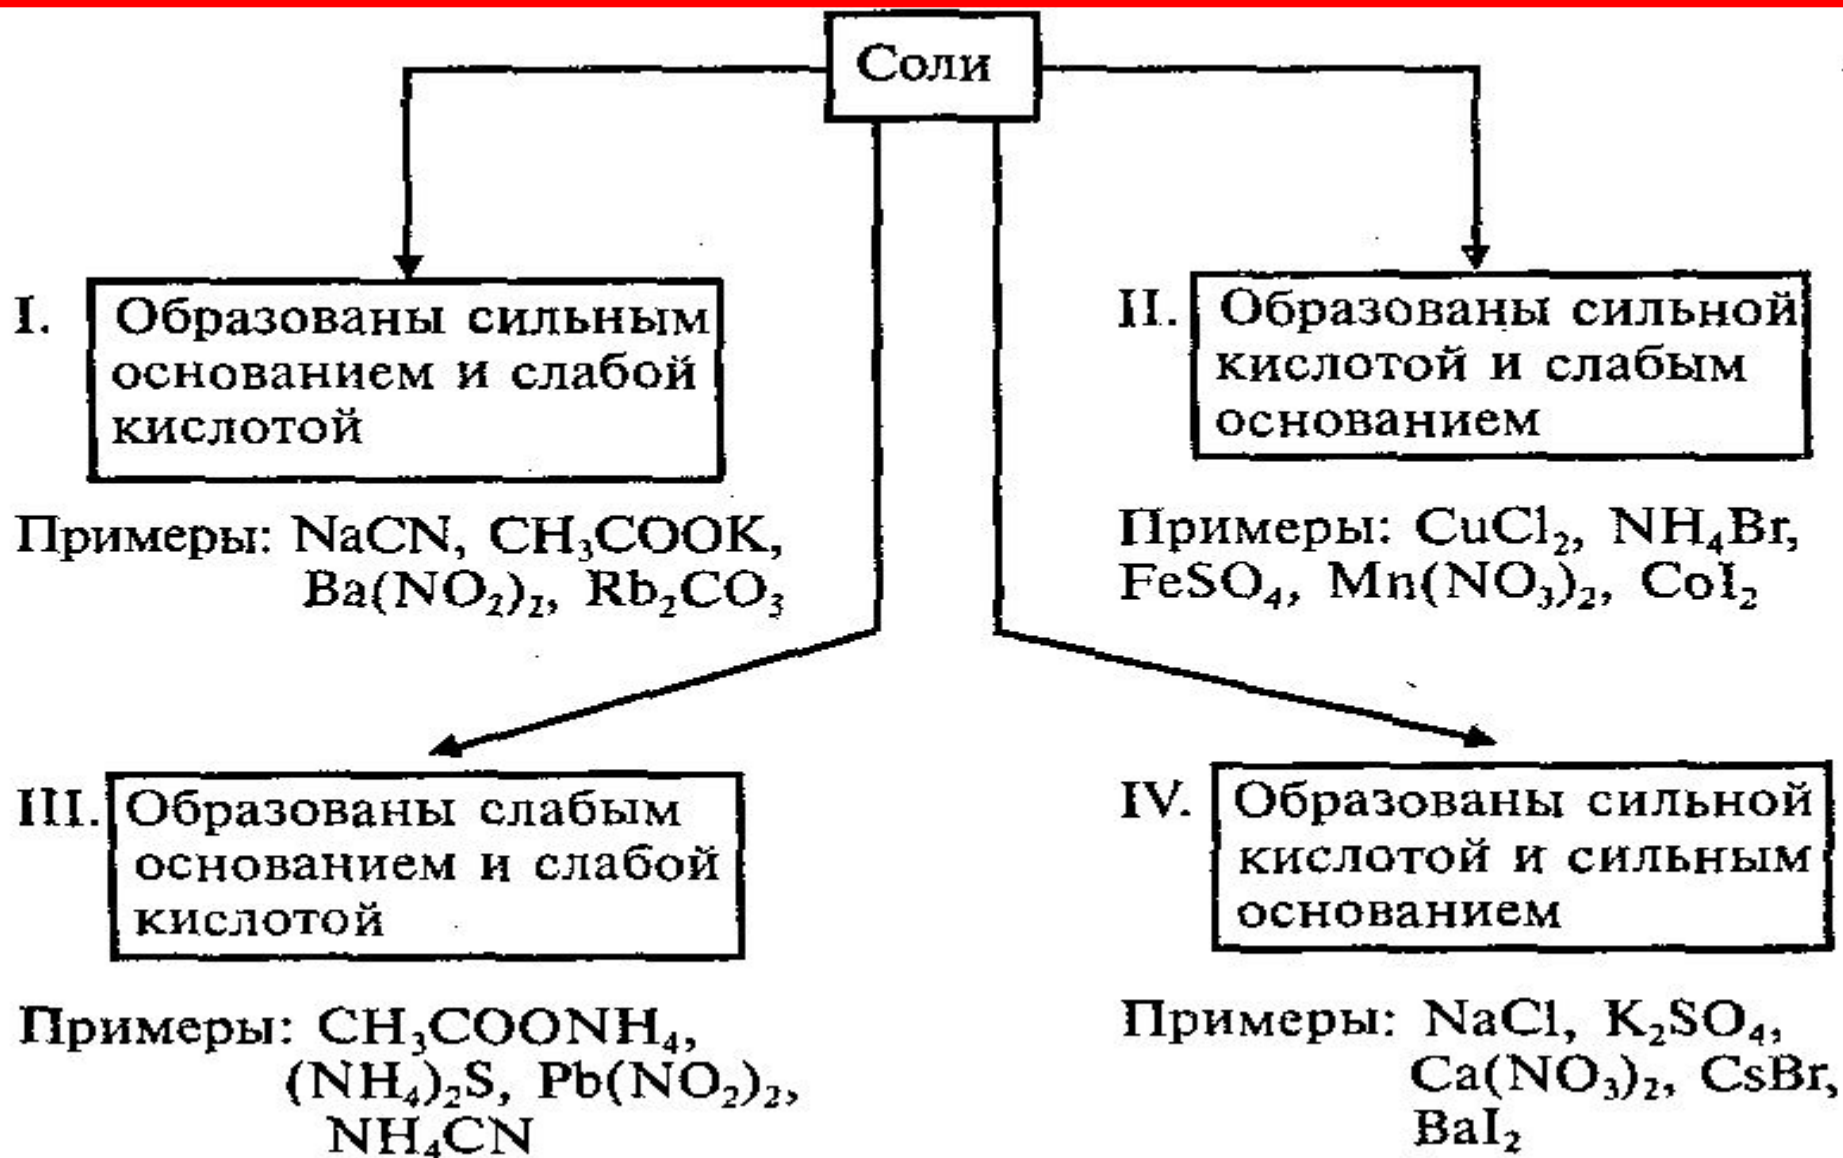 Соли
I. Образованы сильным
основанием и слабой
кислотой
Примеры: NaCN, CH₃COOK,
Ba(NO₂)₂, Rb₂CO₃
II. Образованы сильной
кислотой и слабым
основанием
Примеры: CuCl₂, NH₄Br,
FeSO₄, Mn(NO₃)₂, CoI₂
III. Образованы слабым
основанием и слабой
кислотой
Примеры: CH₃COONH₄,
(NH₄)₂S, Pb(NO₂)₂,
NH₄CN
IV. Образованы сильной
кислотой и сильным
основанием
Примеры: NaCl, K₂SO₄,
Ca(NO₃)₂, CsBr,
BaI₂